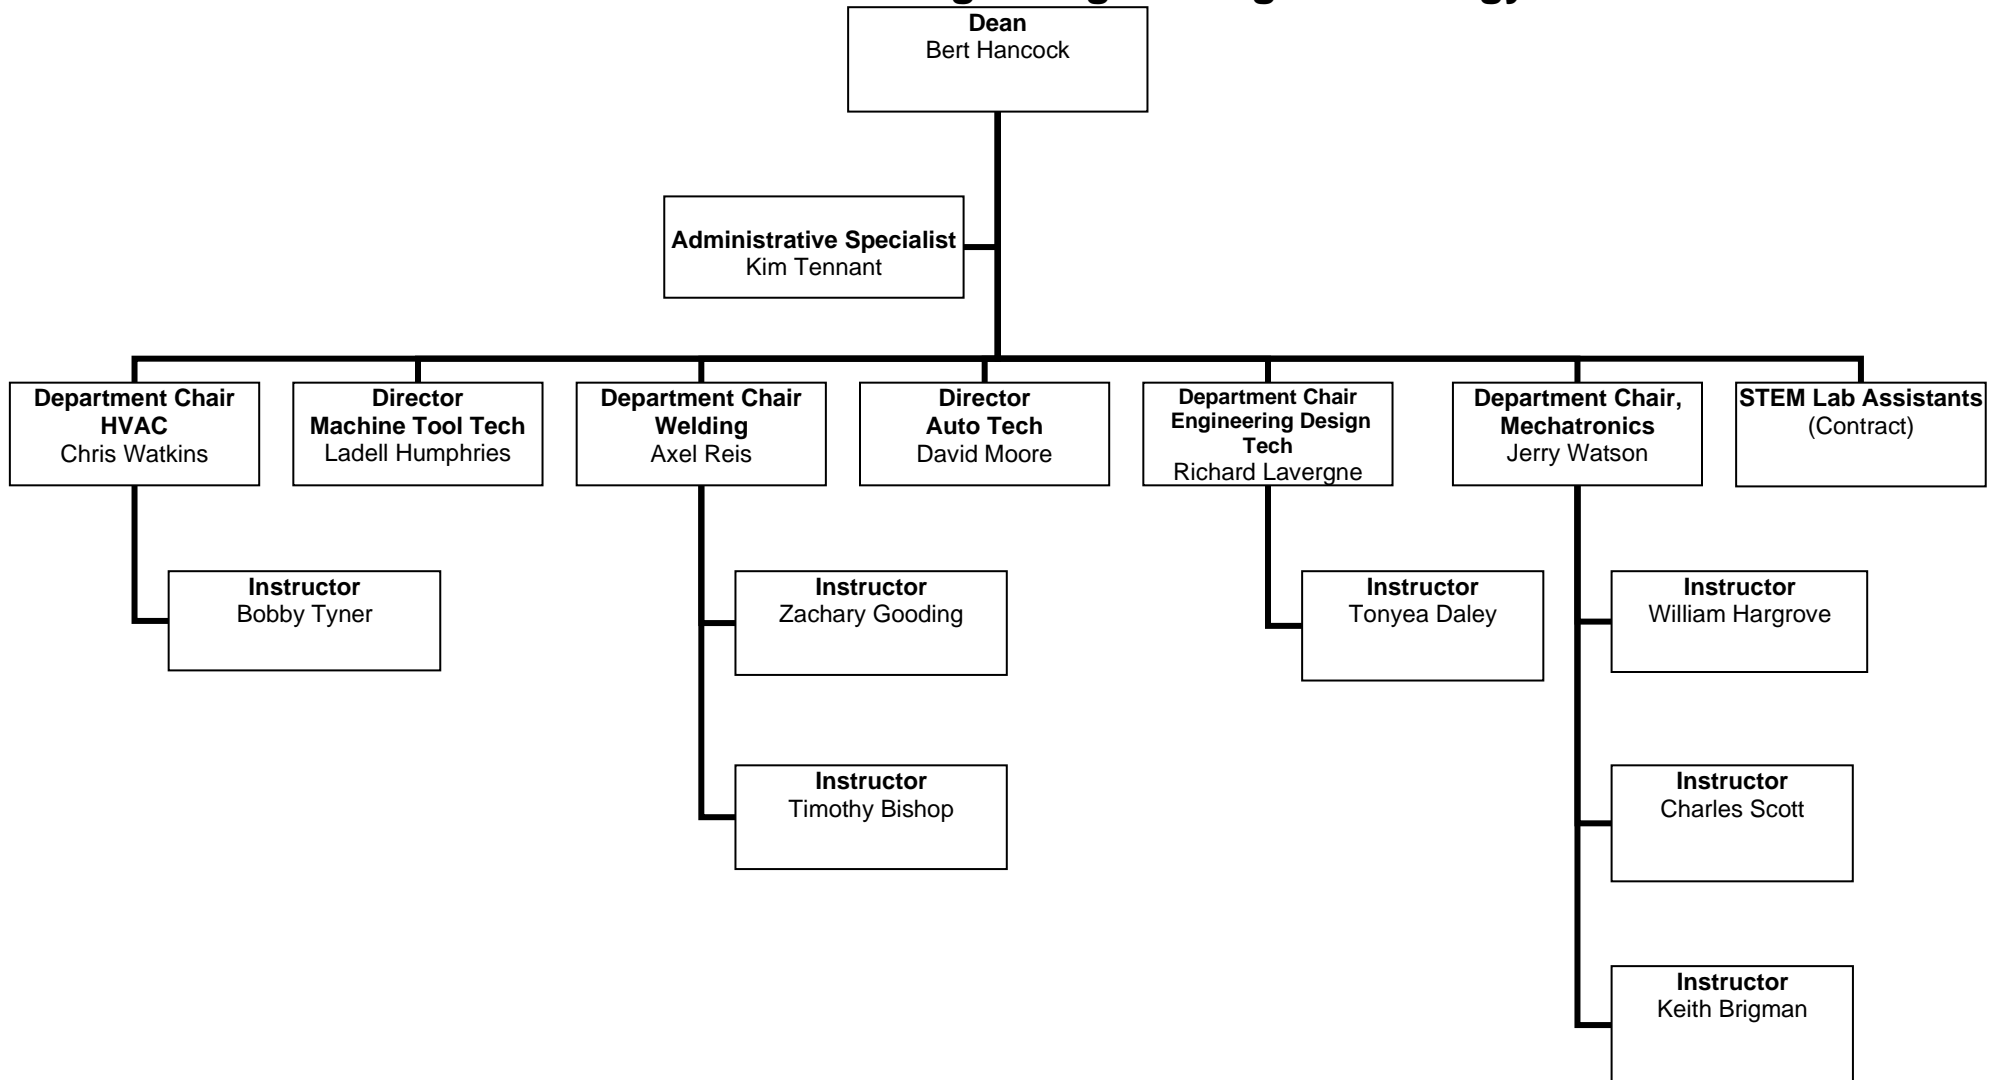 Dean
Bert Hancock
Administrative Specialist
Kim Tennant
Department Chair
HVAC
Chris Watkins
Director
Machine Tool Tech
Ladell Humphries
Department Chair
Welding
Axel Reis
Director
Auto Tech
David Moore
Department Chair
Engineering Design
Tech
Richard Lavergne
Department Chair,
Mechatronics
Jerry Watson
STEM Lab Assistants
(Contract)
Instructor
Bobby Tyner
Instructor
Zachary Gooding
Instructor
Tonyea Daley
Instructor
William Hargrove
Instructor
Timothy Bishop
Instructor
Charles Scott
Instructor
Keith Brigman